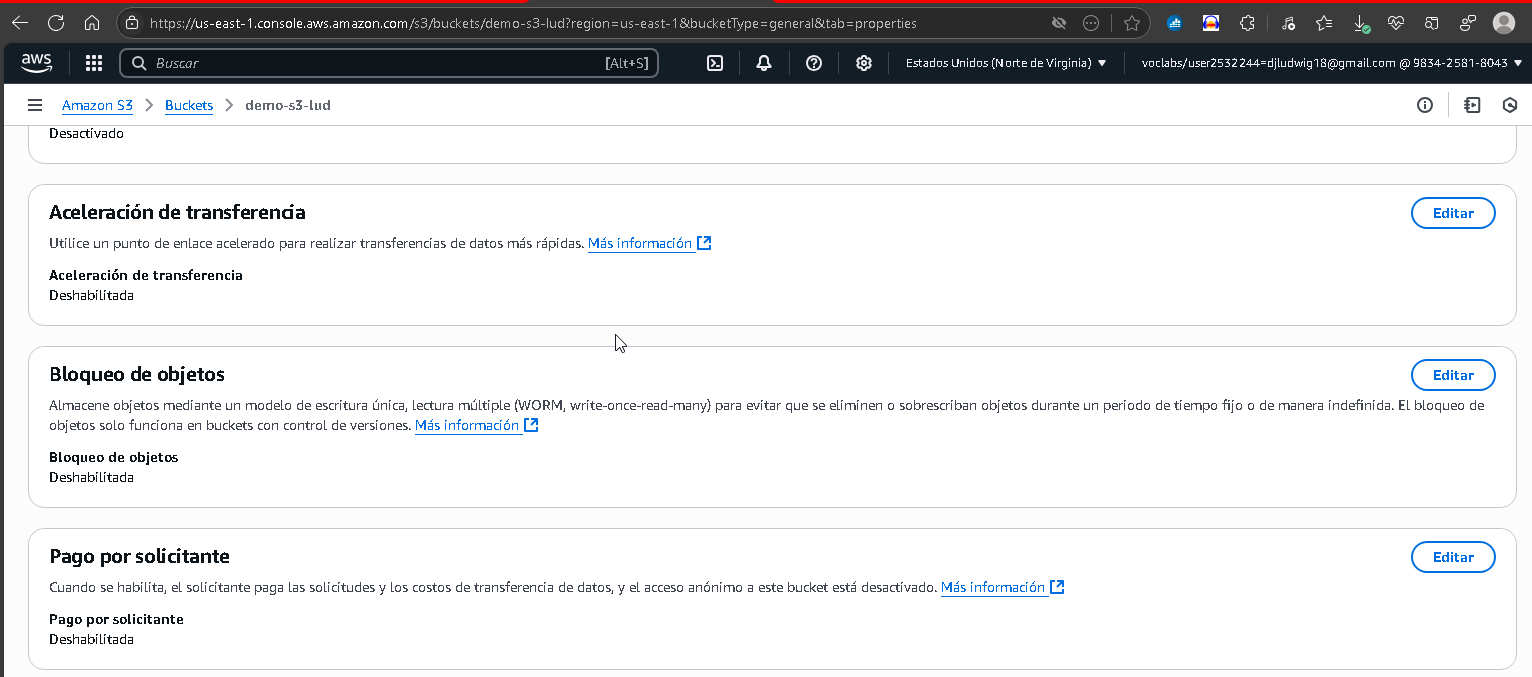 https://us-east-1.console.aws.amazon.com/s3/buckets/demo-s3-lud?region=us-east-1&bucketType=general&tab=properties
aws
Buscar
[Alt+S]
Estados Unidos (Norte de Virginia)
voclabs/user2532244=djludwig18@gmail.com @ 9834-2581-8043
Amazon S3
Buckets
demo-s3-lud
Desactivado
Aceleración de transferencia
Editar
Utilice un punto de enlace acelerado para realizar transferencias de datos más rápidas. Más información
Aceleración de transferencia
Deshabilitada
Bloqueo de objetos
Editar
Almacene objetos mediante un modelo de escritura única, lectura múltiple (WORM, write-once-read-many) para evitar que se eliminen o sobrescriban objetos durante un periodo de tiempo fijo o de manera indefinida. El bloqueo de
objetos solo funciona en buckets con control de versiones. Más información
Bloqueo de objetos
Deshabilitada
Pago por solicitante
Editar
Cuando se habilita, el solicitante paga las solicitudes y los costos de transferencia de datos, y el acceso anónimo a este bucket está desactivado. Más información
Pago por solicitante
Deshabilitada